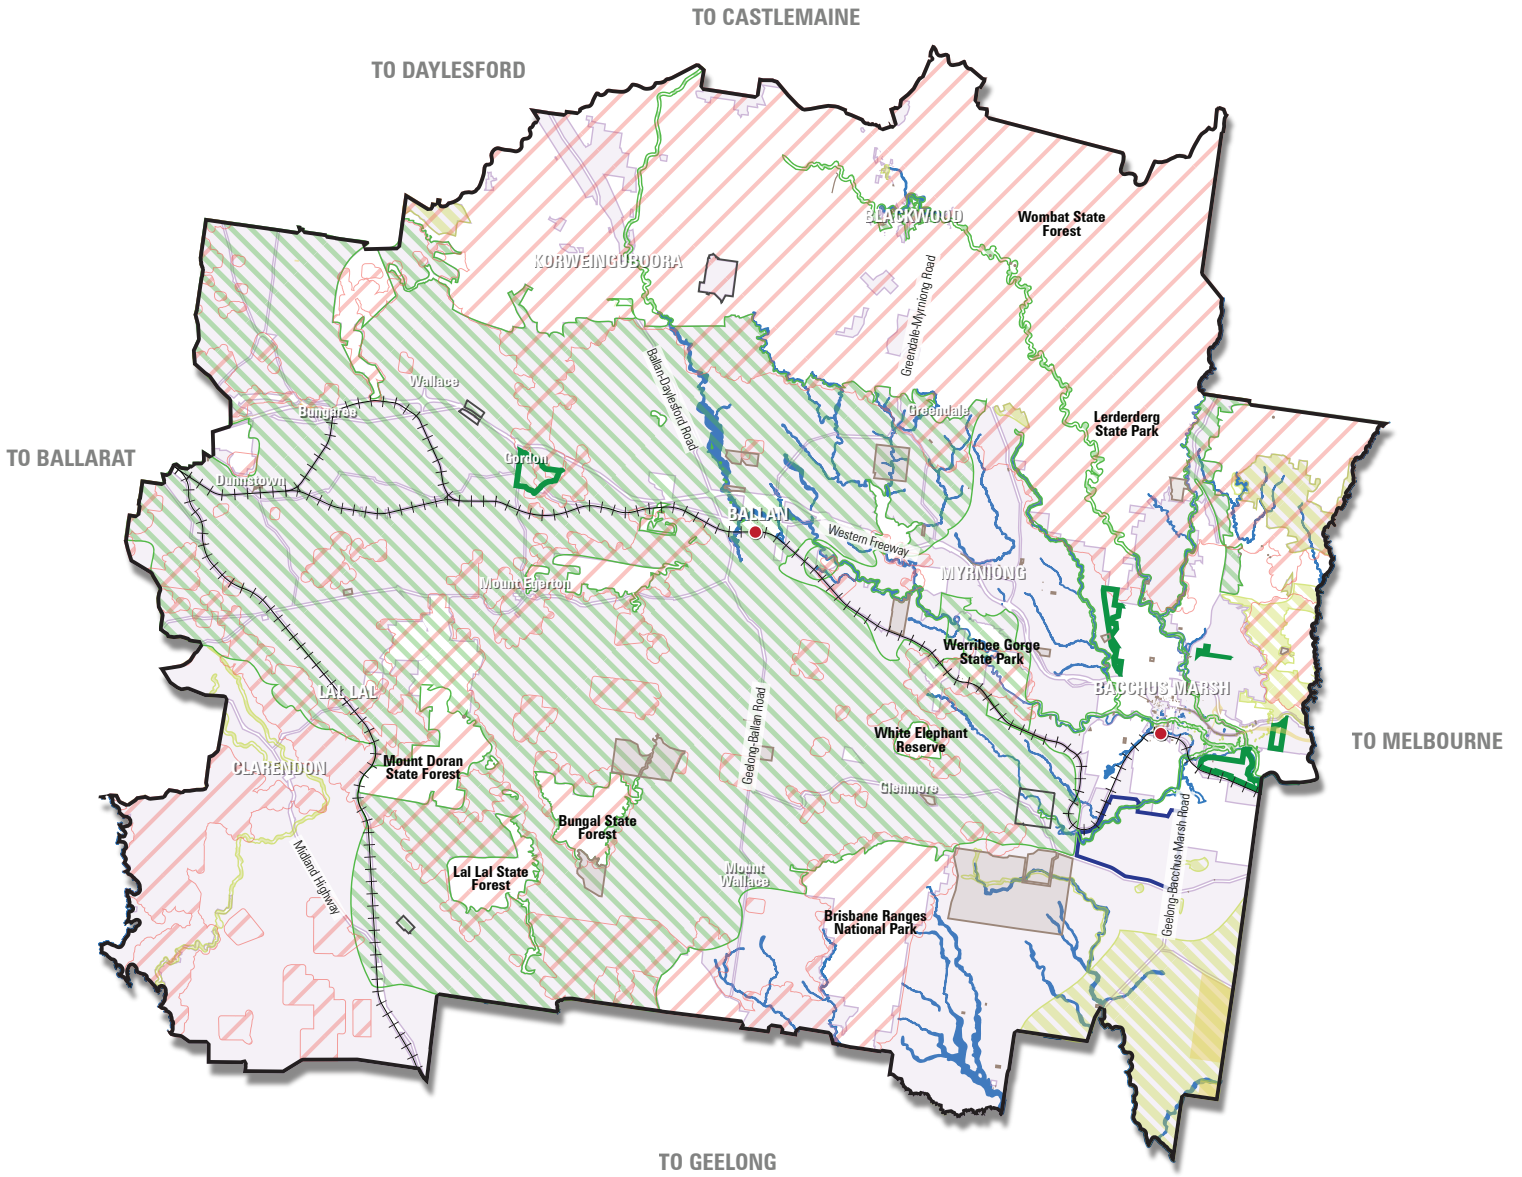 TO CASTLEMAINE
TO DAYLESFORD
BLACKWOOD
Wombat State
Forest
KORWEINGUBOORA
Greendale-Myrniong Road
Ballan-Daylesford Road
Wallace
Bungaree
Greendale
Lerderderg
State Park
TO BALLARAT
Gordon
Dunnstown
BALLAN
Western Freeway
MYRNIONG
Mount Egerton
Werribee Gorge
State Park
LAL LAL
BACCHUS MARSH
Geelong-Ballan Road
White Elephant
Reserve
TO MELBOURNE
CLARENDON
Mount Doran
State Forest
Glenmore
Bungal State
Forest
Geelong-Bacchus Marsh Road
Midland Highway
Lal Lal State
Forest
Mount
Wallace
Brisbane Ranges
National Park
TO GEELONG